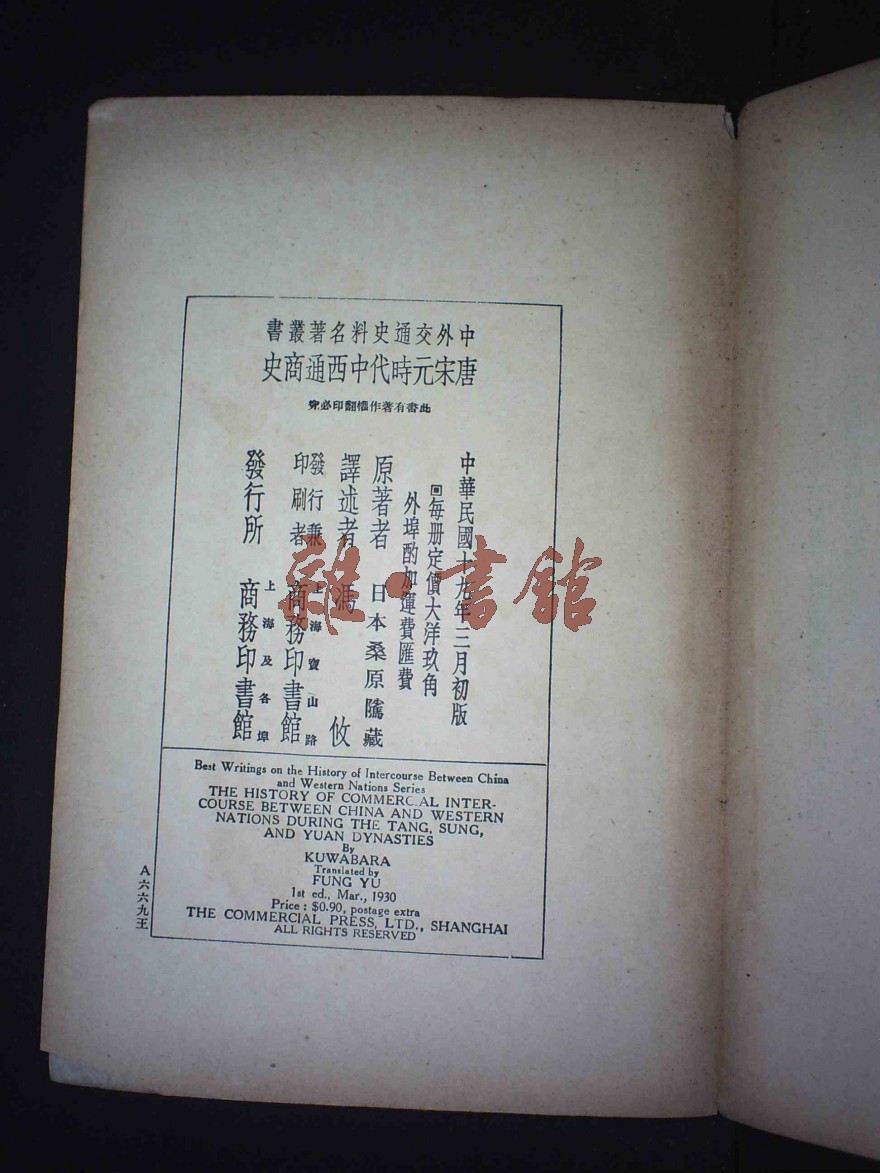 中外交通史料名著叢書
唐宋元時代中西通商史
此書有著作權翻印必究
中華民國十九年三月初版
回每册定價大洋玖角
外埠酌加運費匯費
原著者 日本桑原隲藏
譯述者 馮攸
發行兼印刷者 上海寶山路 商務印書館
發行所 上海及各埠 商務印書館
雜·書館
Best Writings on the History of Intercourse Between China
and Western Nations Series
THE HISTORY OF COMMERCIAL INTER-
COURSE BETWEEN CHINA AND WESTERN
NATIONS DURING THE TANG, SUNG,
AND YUAN DYNASTIES
By
KUWABARA
Translated by
FUNG YU
1st ed., Mar., 1930
Price : $0.90, postage extra
THE COMMERCIAL PRESS, LTD., SHANGHAI
ALL RIGHTS RESERVED
A六六九王